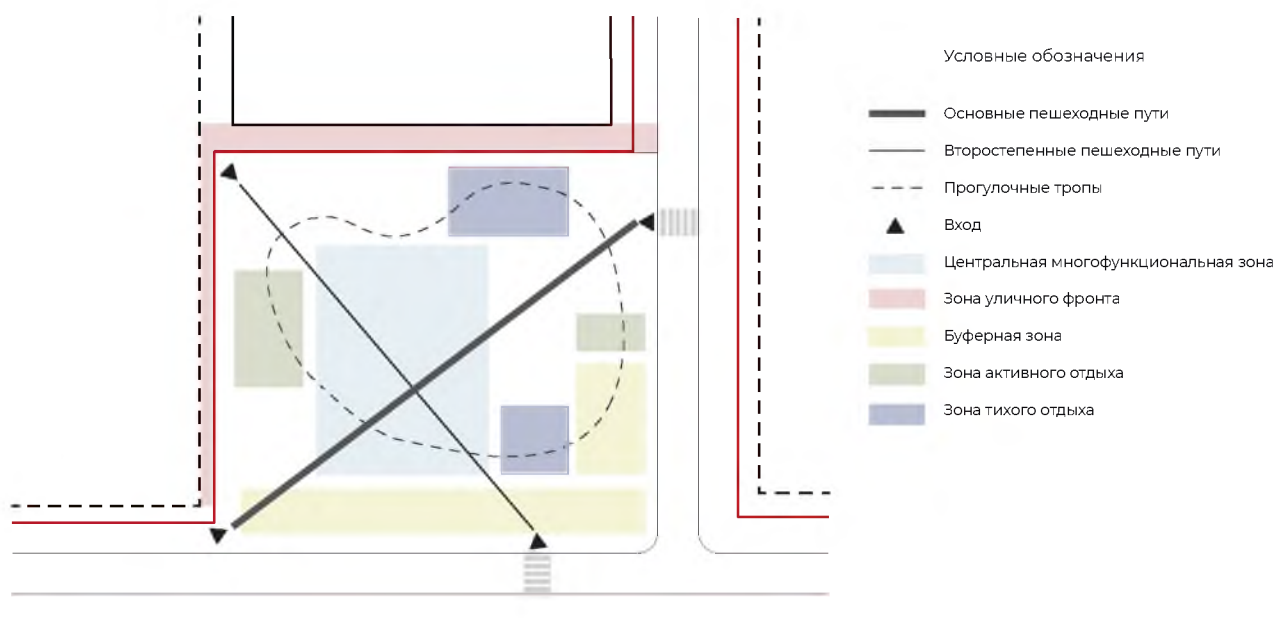 Условные обозначения
Основные пешеходные пути
Второстепенные пешеходные пути
Прогулочные тропы
Вход
Центральная многофункциональная зона
Зона уличного фронта
Буферная зона
Зона активного отдыха
Зона тихого отдыха